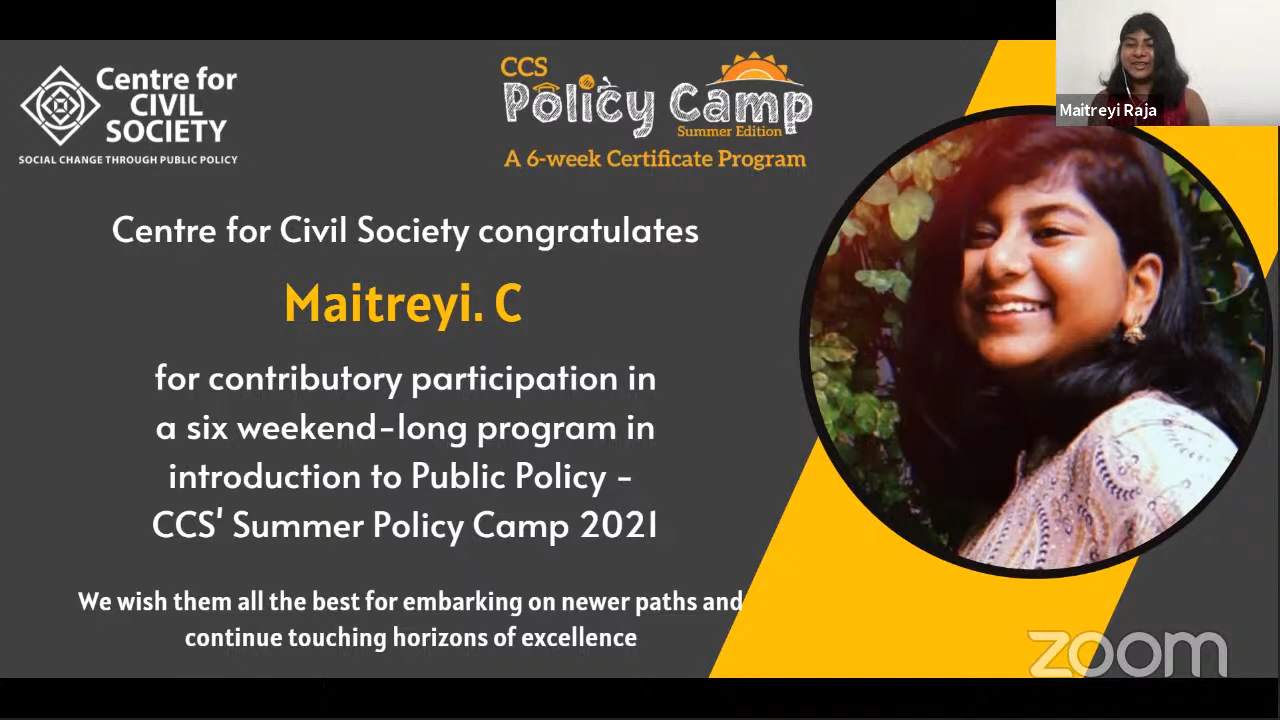 Centre for
CIVIL
SOCIETY
SOCIAL CHANGE THROUGH PUBLIC POLICY
CCS
Policy Camp
Summer Edition
A 6-week Certificate Program
Maitreyi Raja
Centre for Civil Society congratulates
Maitreyi. C
for contributory participation in
a six weekend-long program in
introduction to Public Policy -
CCS' Summer Policy Camp 2021
We wish them all the best for embarking on newer paths and
continue touching horizons of excellence
zoom